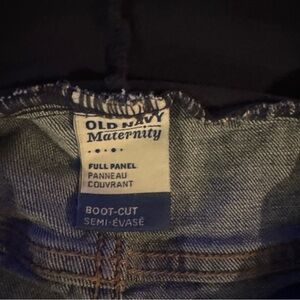 OLD NAVY
Maternity
FULL PANEL
PANNEAU
COUVRANT
BOOT-CUT
SEMI-ÉVASÉ